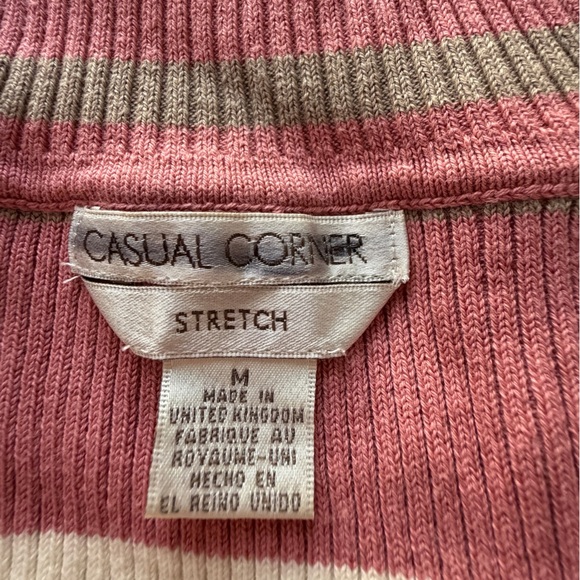 CASUAL CORNER
STRETCH
M
MADE IN
UNITED KINGDOM
FABRIQUE AU
ROYAUME-UNI
HECHO EN
EL REINO UNIDO